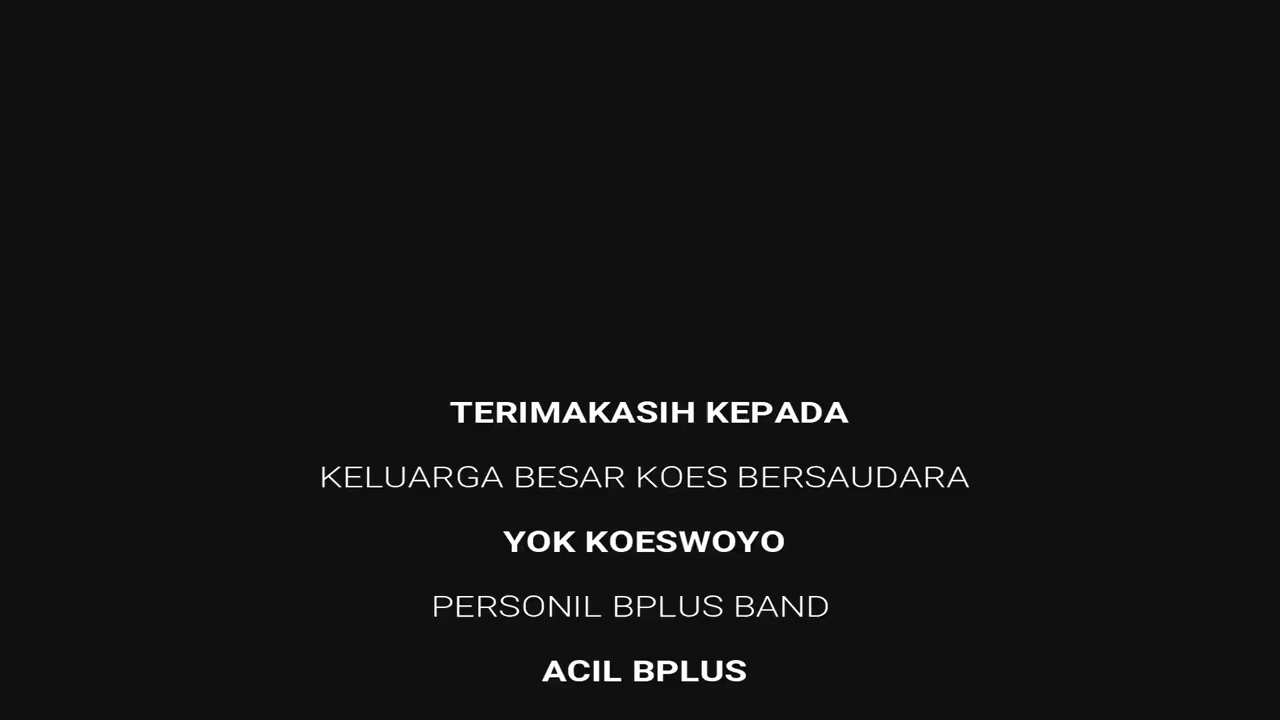 TERIMAKASIH KEPADA
KELUARGA BESAR KOES BERSAUDARA
YOK KOESWOYO
PERSONIL BPLUS BAND
ACIL BPLUS